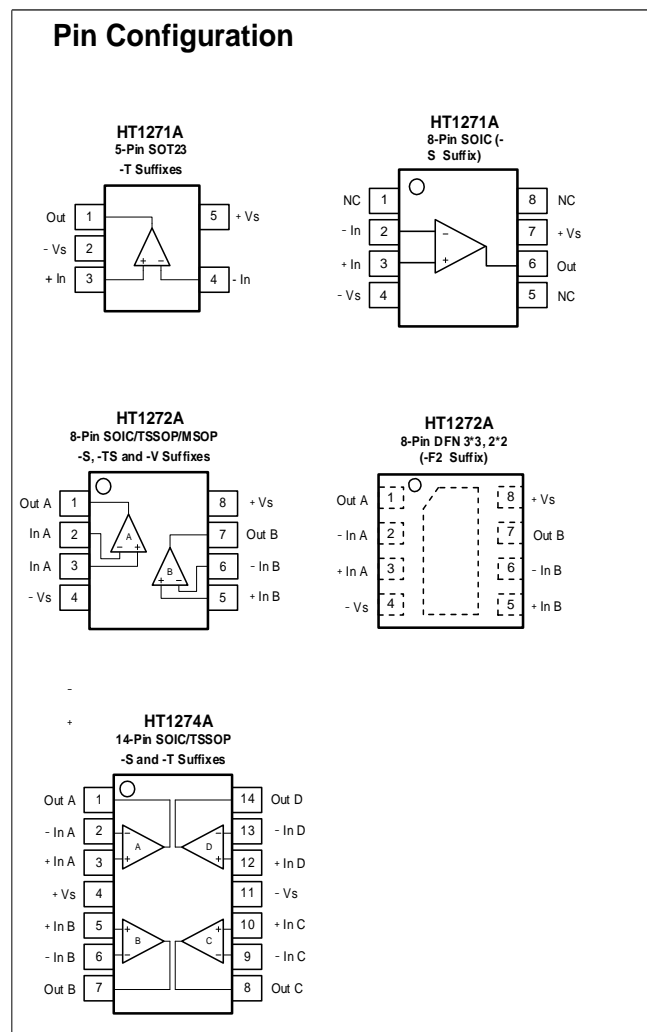 Pin Configuration
HT1271A
5-Pin SOT23
-T Suffixes
Out 1 5 + Vs
- Vs 2
+ In 3 4 - In
+ −
HT1271A
8-Pin SOIC (-
S Suffix)
NC 1 8 NC
- In 2 − 7 + Vs
+ In 3 + 6 Out
- Vs 4 5 NC
HT1272A
8-Pin SOIC/TSSOP/MSOP
-S, -TS and -V Suffixes
Out A 1 8 + Vs
In A 2 A 7 Out B
− +
In A 3 B 6 - In B
+ −
- Vs 4 5 + In B
HT1272A
8-Pin DFN 3*3, 2*2
(-F2 Suffix)
Out A 1 8 + Vs
- In A 2 7 Out B
+ In A 3 6 - In B
- Vs 4 5 + In B
-
+
HT1274A
14-Pin SOIC/TSSOP
-S and -T Suffixes
Out A 1 14 Out D
- In A 2 − − 13 - In D
A D
+ In A 3 + + 12 + In D
+ Vs 4 11 - Vs
+ In B 5 + + 10 + In C
B C
- In B 6 − − 9 - In C
Out B 7 8 Out C